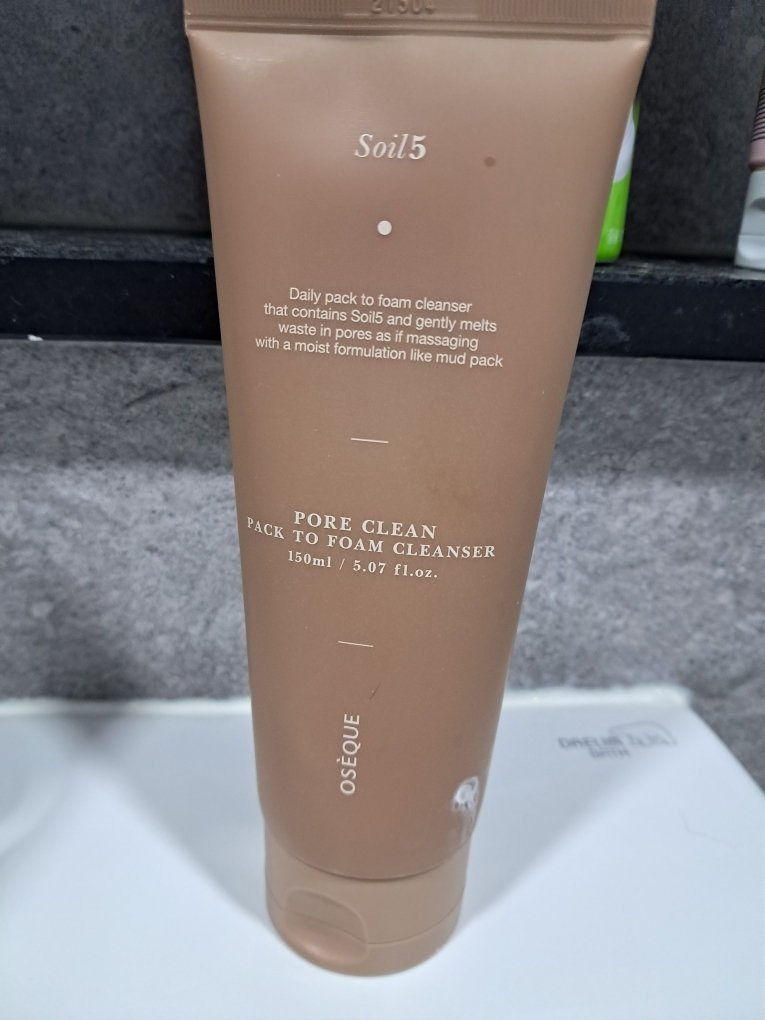 Soil5
Daily pack to foam cleanser
that contains Soil5 and gently melts
waste in pores as if massaging
with a moist formulation like mud pack
PORE CLEAN
PACK TO FOAM CLEANSER
150ml / 5.07 fl.oz.
OSÈQUE